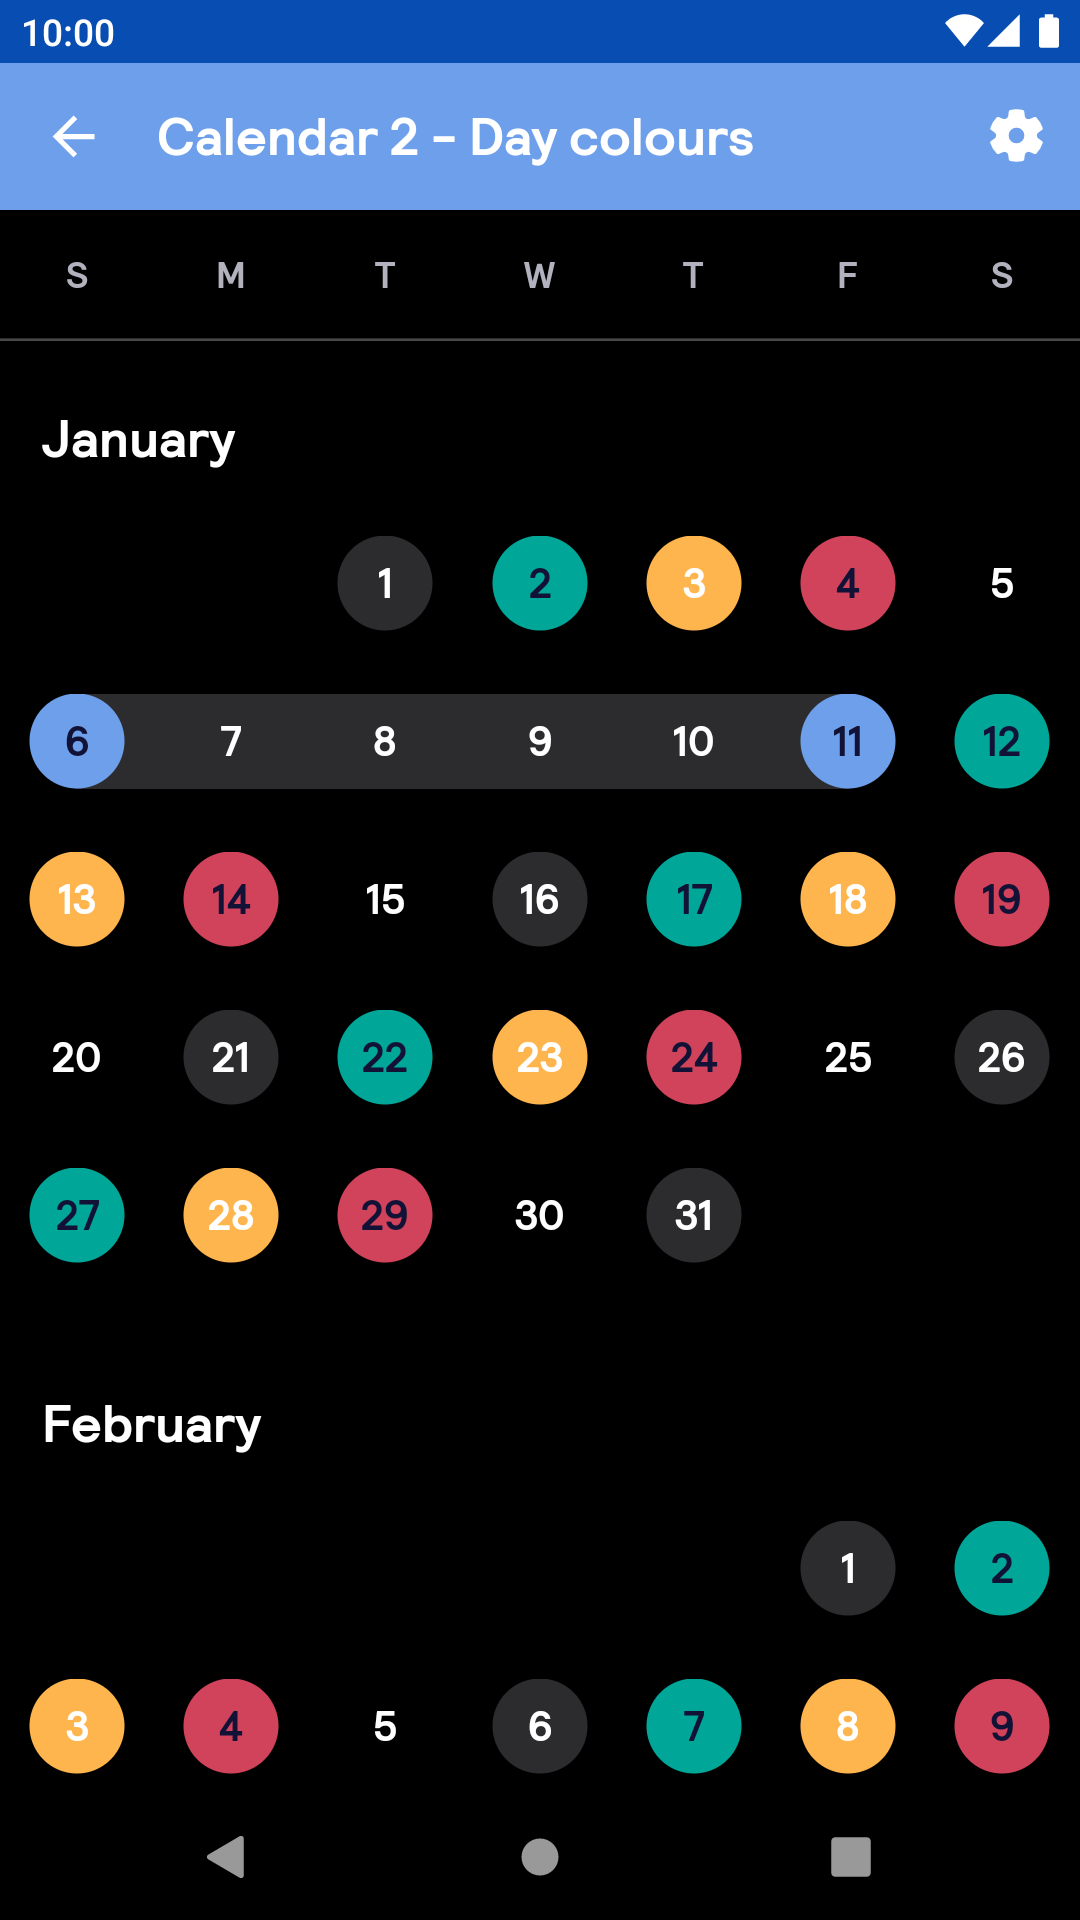 10:00
Calendar 2 – Day colours
S M T W T F S
January
1 2 3 4 5
6 7 8 9 10 11 12
13 14 15 16 17 18 19
20 21 22 23 24 25 26
27 28 29 30 31
February
1 2
3 4 5 6 7 8 9